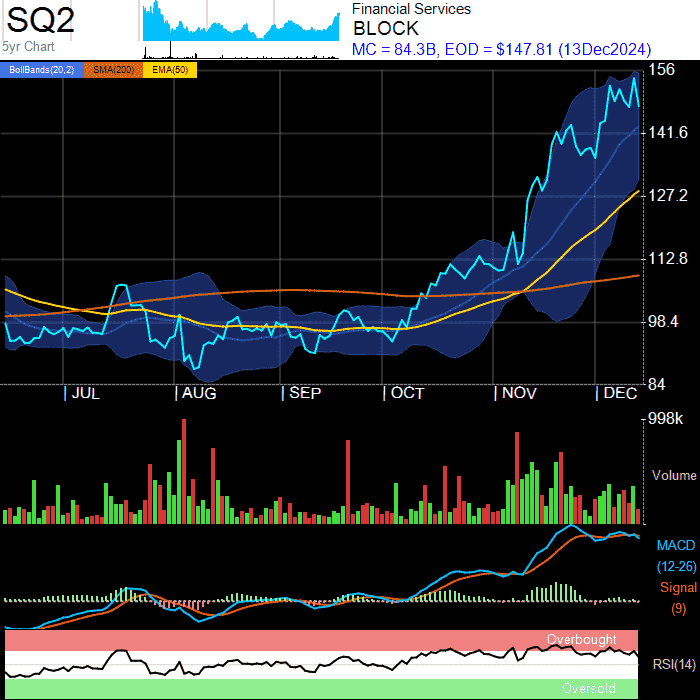 SQ2
5yr Chart
Financial Services
BLOCK
MC = 84.3B, EOD = $147.81 (13Dec2024)
BollBands(20,2) SMA(200) EMA(50)
156
141.6
127.2
112.8
98.4
84
JUL AUG SEP OCT NOV DEC
998k
Volume
MACD
(12-26)
Signal
(9)
Overbought
RSI(14)
Oversold